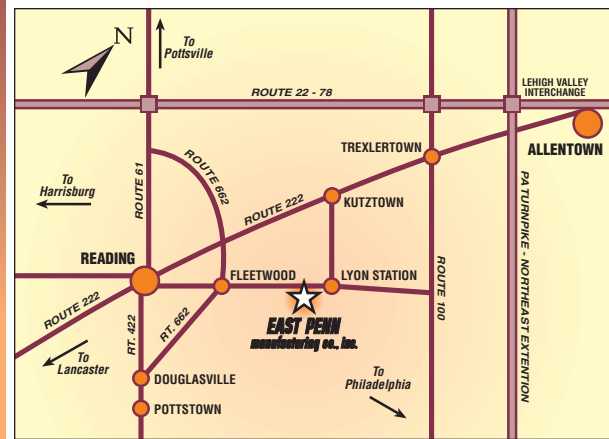 N
To
Pottsville
ROUTE 22 - 78
LEHIGH VALLEY
INTERCHANGE
ALLENTOWN
TREXLERTOWN
ROUTE 662
ROUTE 61
To
Harrisburg
ROUTE 222
KUTZTOWN
PA TURNPIKE - NORTHEAST EXTENTION
READING
FLEETWOOD
LYON STATION
ROUTE 100
ROUTE 222
RT. 422
RT. 662
EAST PENN
manufacturing co., inc.
To
Lancaster
To
Philadelphia
DOUGLASVILLE
POTTSTOWN